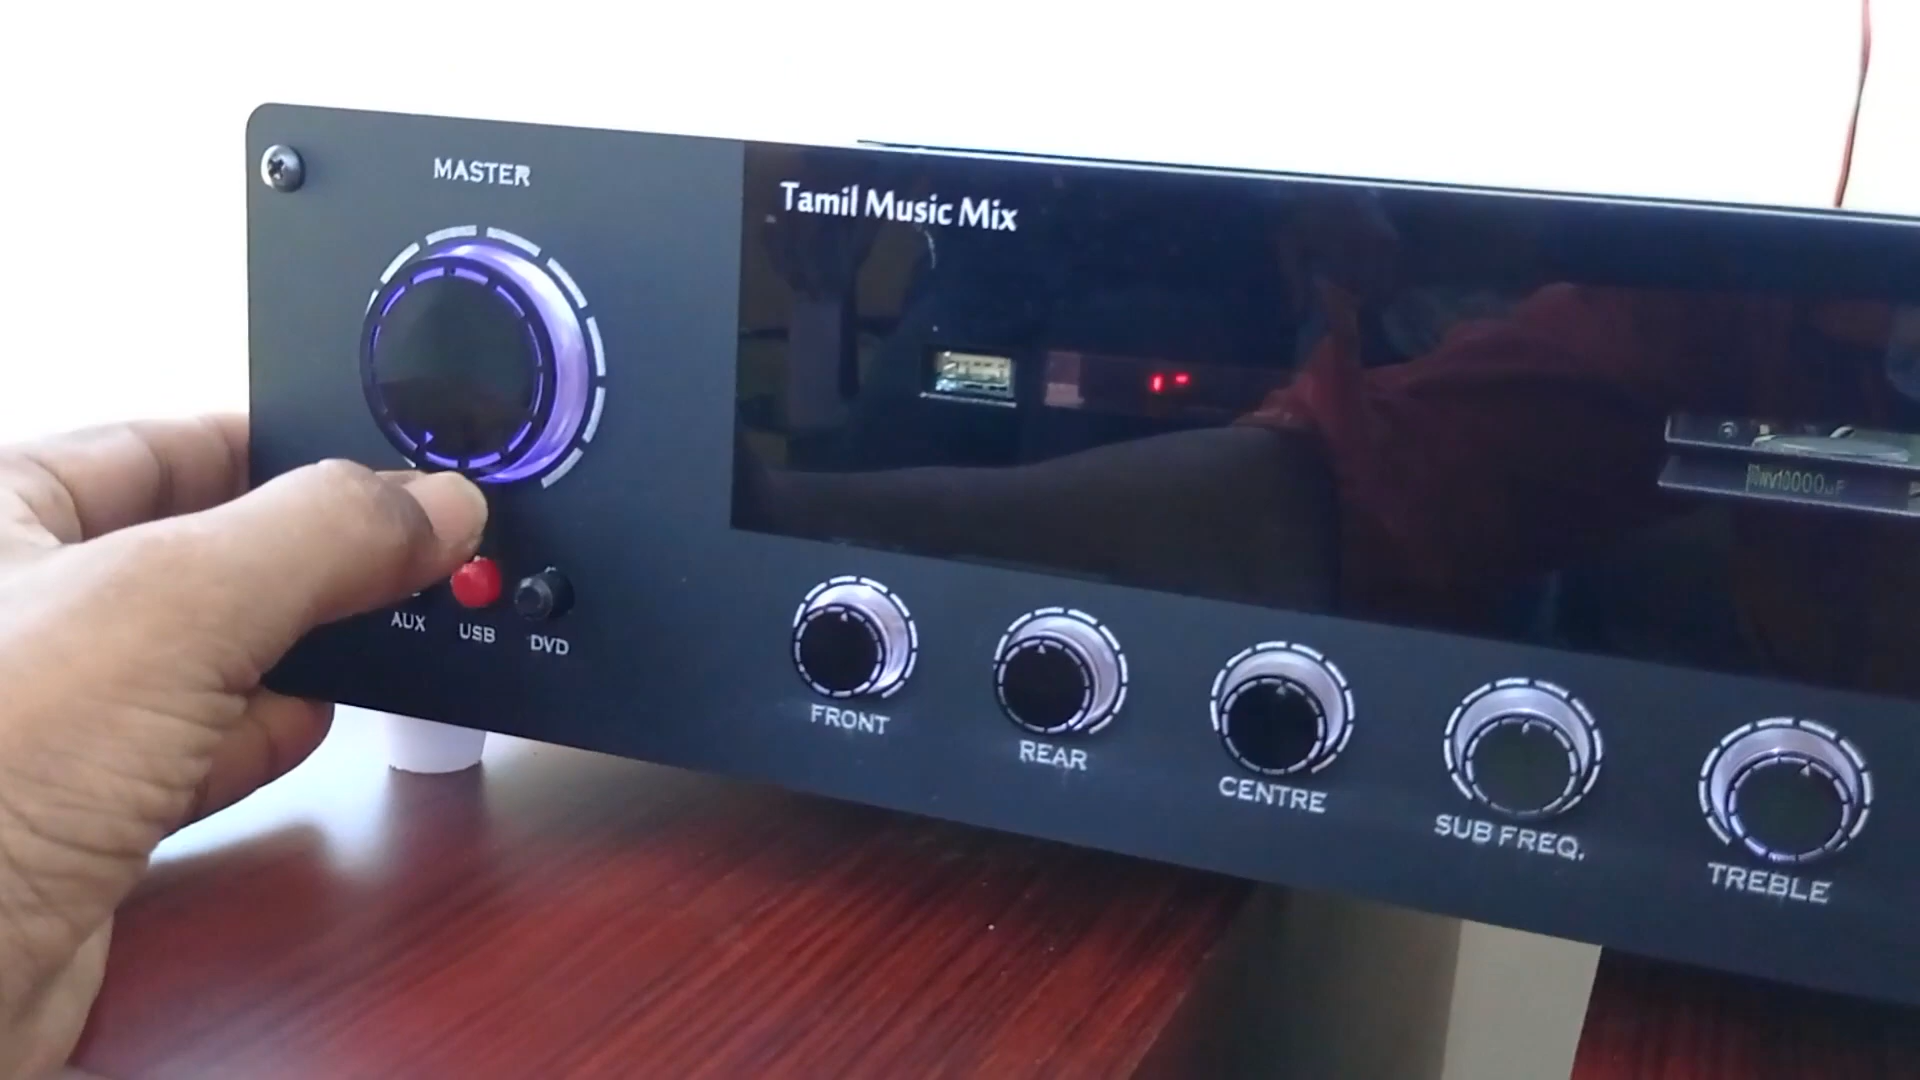 MASTER
Tamil Music Mix
AUX
USB
DVD
FRONT
REAR
CENTRE
SUB FREQ.
TREBLE